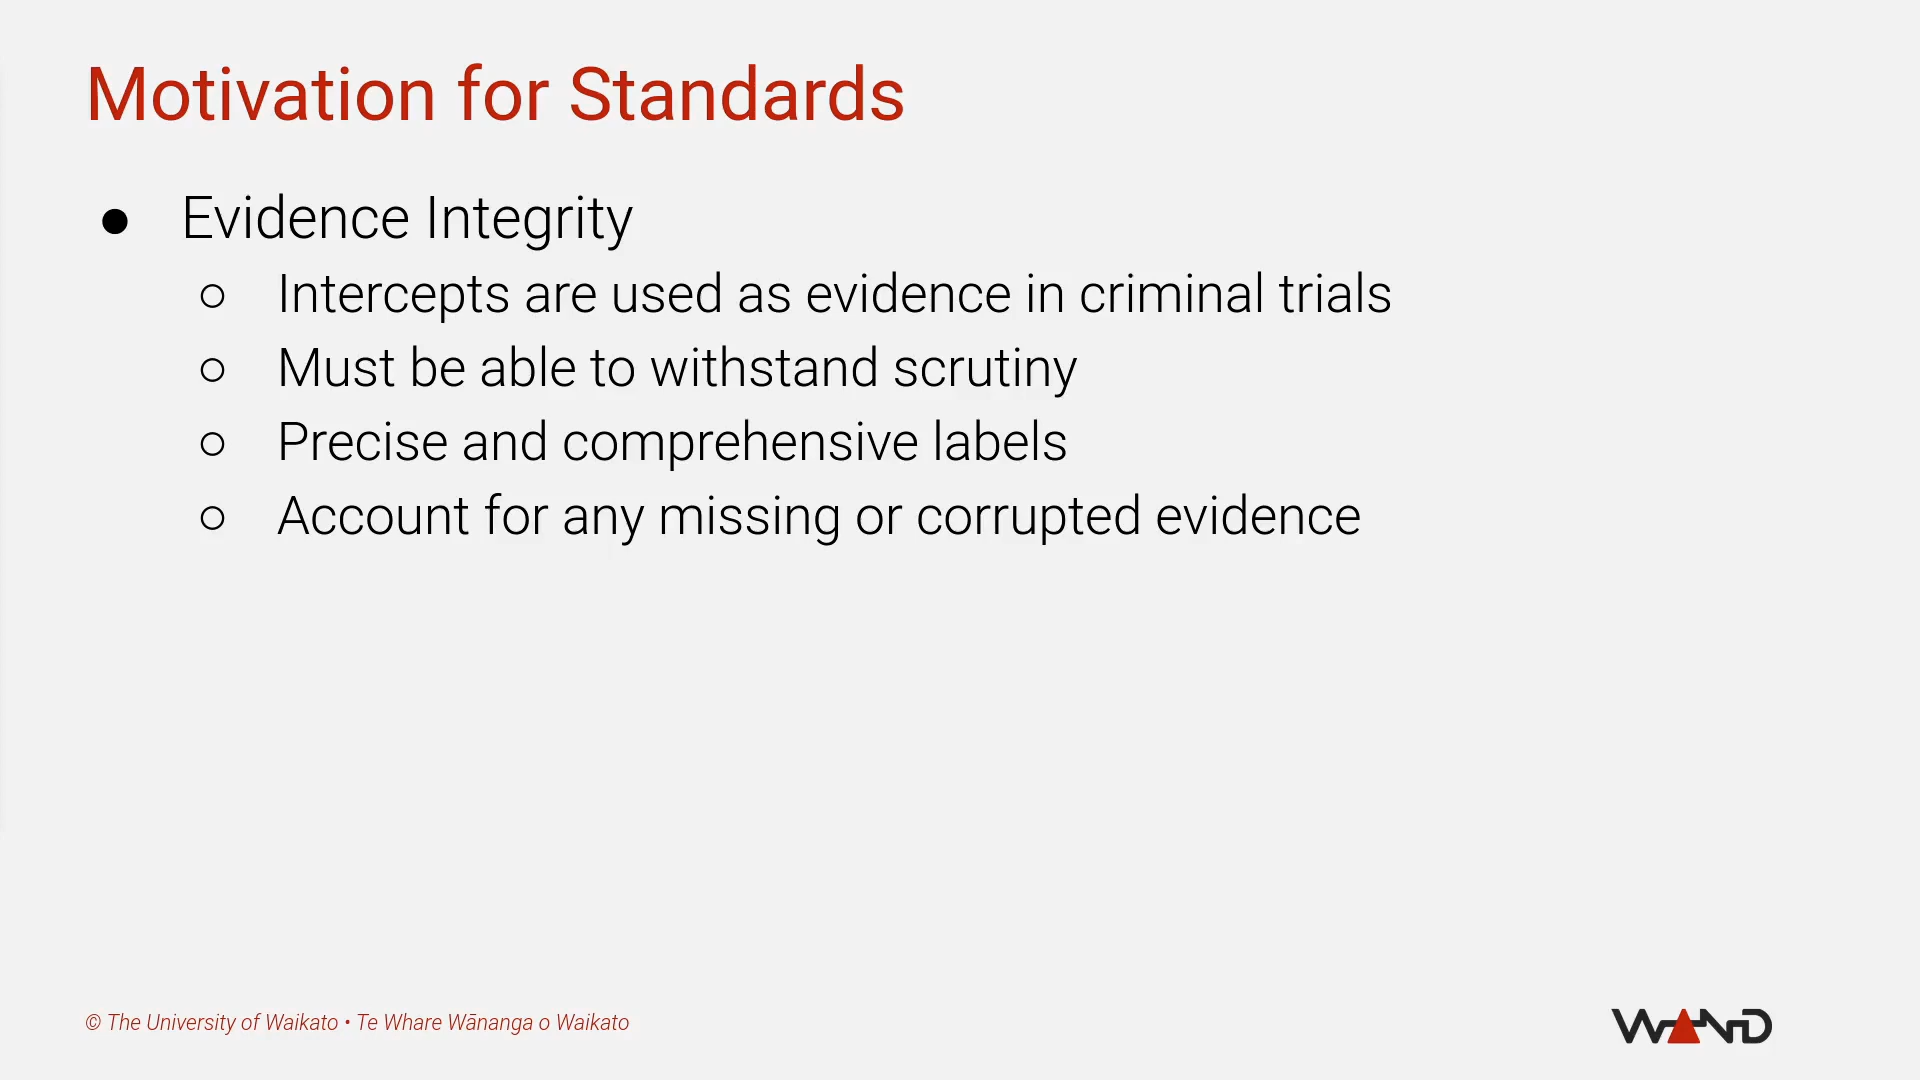 Motivation for Standards
● Evidence Integrity
○ Intercepts are used as evidence in criminal trials
○ Must be able to withstand scrutiny
○ Precise and comprehensive labels
○ Account for any missing or corrupted evidence
© The University of Waikato • Te Whare Wānanga o Waikato
WAND